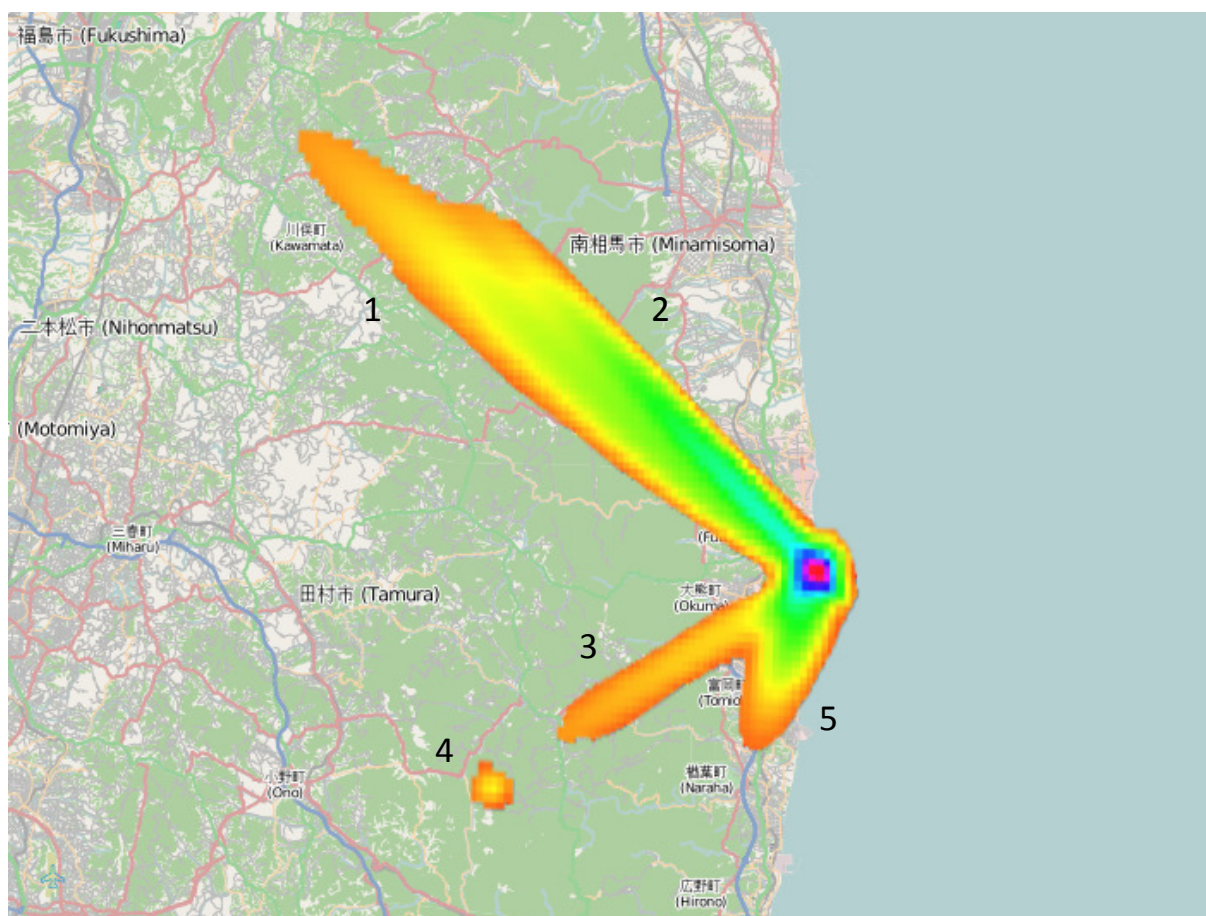 福島市 (Fukushima)
川俣町
(Kawamata)
南相馬市 (Minamisoma)
1
2
二本松市 (Nihonmatsu)
(Motomiya)
三春町
(Miharu)
大熊町
(Okuma)
田村市 (Tamura)
3
富岡町
(Tomio
5
4
楢葉町
(Naraha)
小野町
(Ono)
広野町
(Hirono)